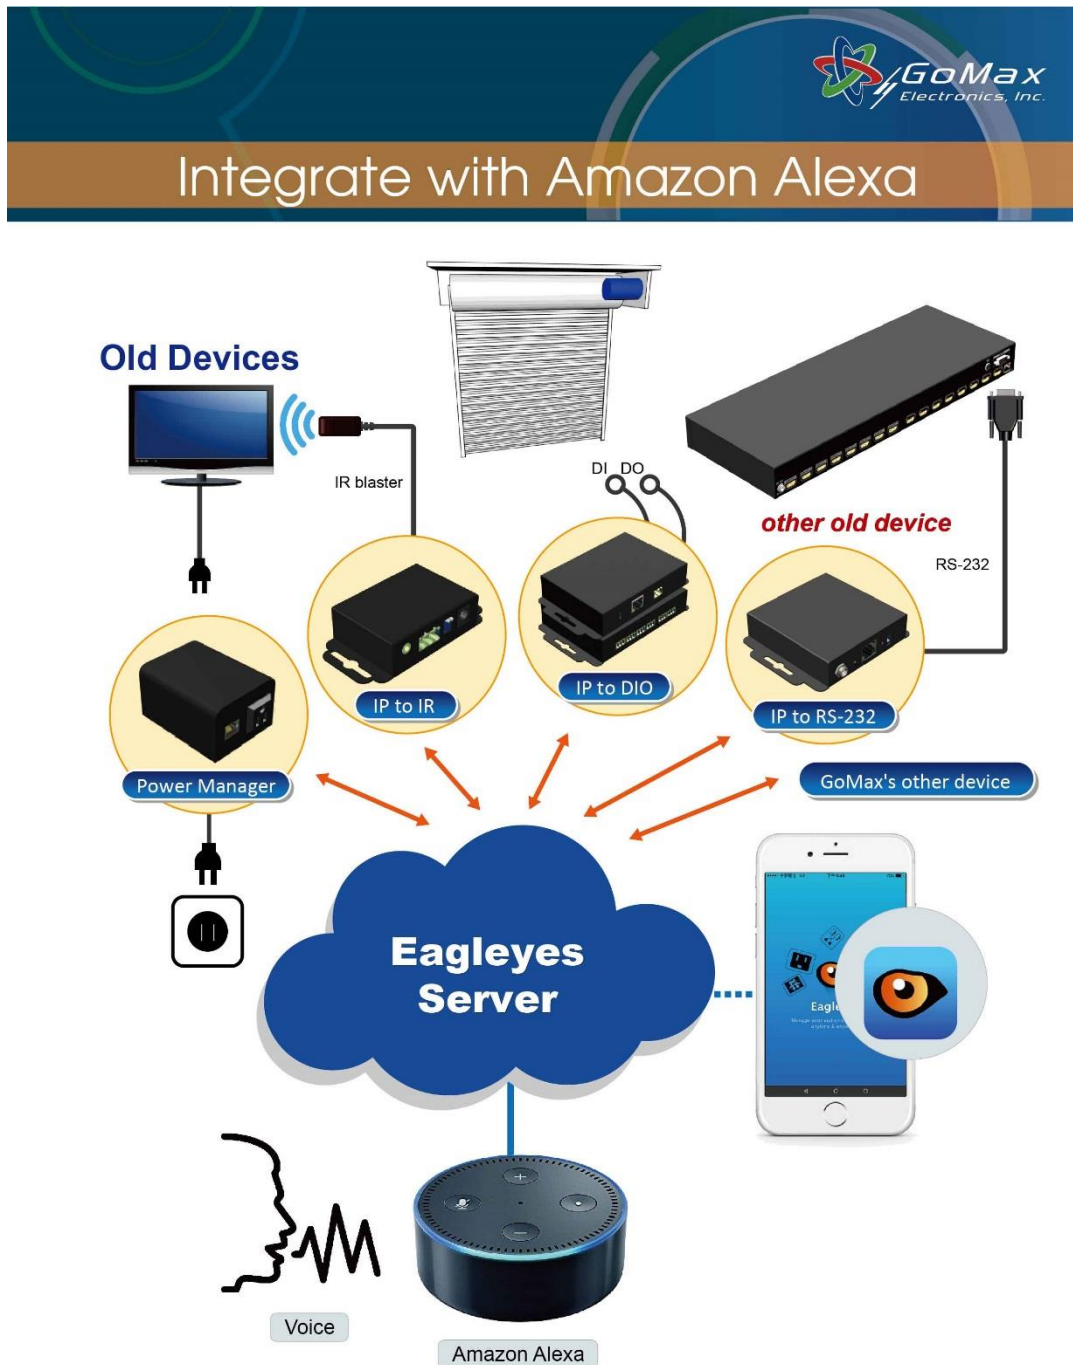 GoMax
Electronics, Inc.
Integrate with Amazon Alexa
Old Devices
IR blaster
DI DO
other old device
RS-232
IP to IR
IP to DIO
IP to RS-232
Power Manager
GoMax's other device
Eagleyes
Server
Eagle
Voice
Amazon Alexa